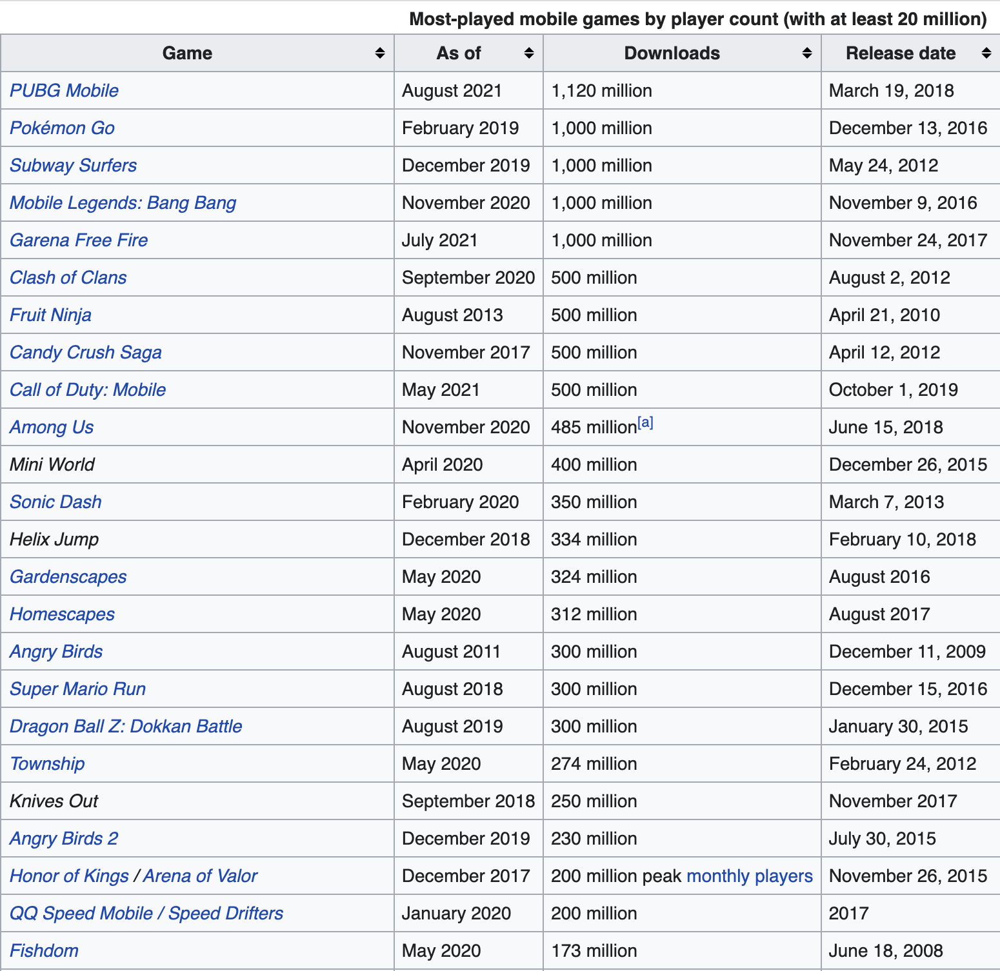 Most-played mobile games by player count (with at least 20 million)
Game As of Downloads Release date
PUBG Mobile August 2021 1,120 million March 19, 2018
Pokémon Go February 2019 1,000 million December 13, 2016
Subway Surfers December 2019 1,000 million May 24, 2012
Mobile Legends: Bang Bang November 2020 1,000 million November 9, 2016
Garena Free Fire July 2021 1,000 million November 24, 2017
Clash of Clans September 2020 500 million August 2, 2012
Fruit Ninja August 2013 500 million April 21, 2010
Candy Crush Saga November 2017 500 million April 12, 2012
Call of Duty: Mobile May 2021 500 million October 1, 2019
Among Us November 2020 485 million[a] June 15, 2018
Mini World April 2020 400 million December 26, 2015
Sonic Dash February 2020 350 million March 7, 2013
Helix Jump December 2018 334 million February 10, 2018
Gardenscapes May 2020 324 million August 2016
Homescapes May 2020 312 million August 2017
Angry Birds August 2011 300 million December 11, 2009
Super Mario Run August 2018 300 million December 15, 2016
Dragon Ball Z: Dokkan Battle August 2019 300 million January 30, 2015
Township May 2020 274 million February 24, 2012
Knives Out September 2018 250 million November 2017
Angry Birds 2 December 2019 230 million July 30, 2015
Honor of Kings / Arena of Valor December 2017 200 million peak monthly players November 26, 2015
QQ Speed Mobile / Speed Drifters January 2020 200 million 2017
Fishdom May 2020 173 million June 18, 2008